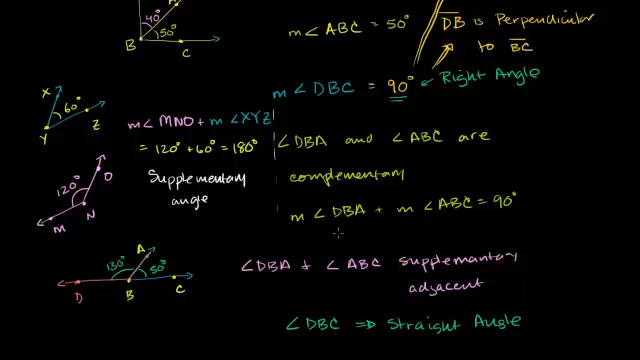 40°
50°
B
C
m∠ABC = 50°
DB is Perpendicular
to BC
m∠DBC = 90° ← Right Angle
X
60°
Y
Z
m∠MNO + m∠XYZ
= 120° + 60° = 180°
Supplementary
angle
∠DBA and ∠ABC are
complementary
m∠DBA + m∠ABC = 90°
120°
O
N
M
A
130°
50°
D
B
C
∠DBA + ∠ABC supplemantary
adjacent
∠DBC ⇒ Straight Angle